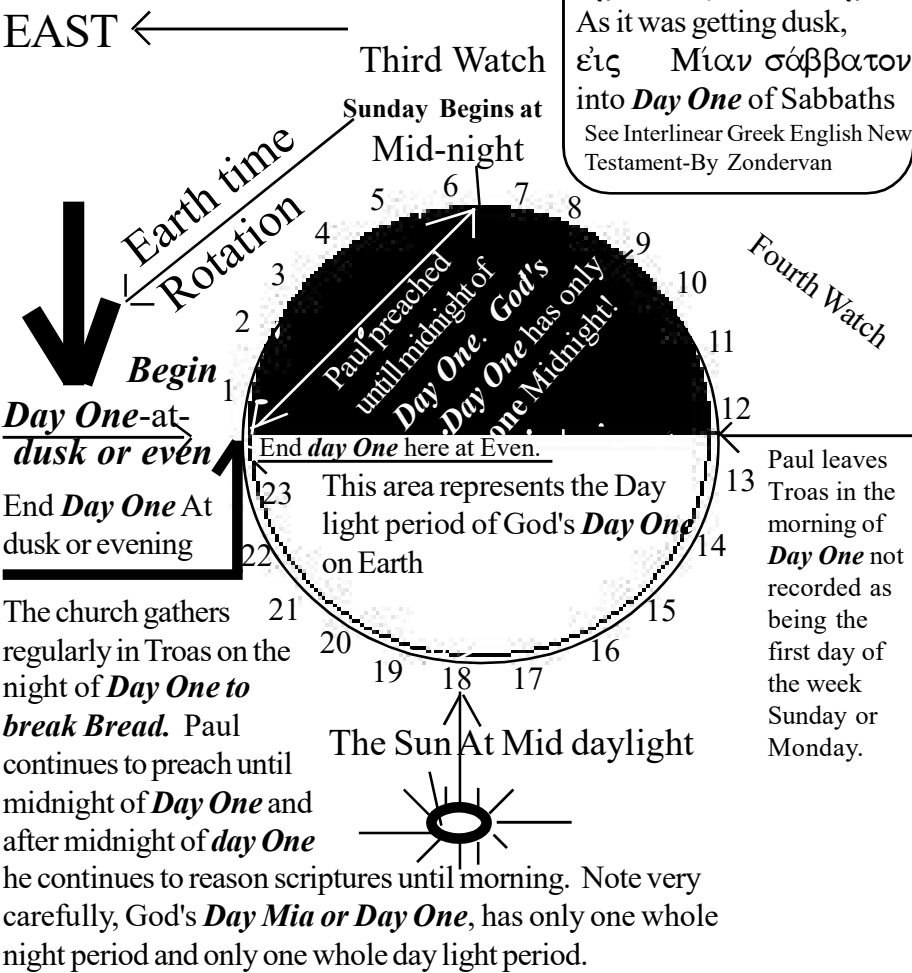 EAST
As it was getting dusk,
εἰς Μίαν σάββατον
into Day One of Sabbaths
See Interlinear Greek English New
Testament-By Zondervan
Third Watch
Sunday Begins at
Mid-night
Earth time
Rotation
Fourth Watch
5
6
7
8
4
9
3
10
2
11
1
12
Paul preached
untill midnight of
Day One. God's
Day One has only
one Midnight!
Begin
Day One-at-
dusk or even
End Day One At
dusk or evening
End day One here at Even.
This area represents the Day
light period of God's Day One
on Earth
23
13
22
14
21
15
20
16
19
18
17
Paul leaves
Troas in the
morning of
Day One not
recorded as
being the
first day of
the week
Sunday or
Monday.
The Sun At Mid daylight
The church gathers
regularly in Troas on the
night of Day One to
break Bread. Paul
continues to preach until
midnight of Day One and
after midnight of day One
he continues to reason scriptures until morning. Note very
carefully, God's Day Mia or Day One, has only one whole
night period and only one whole day light period.